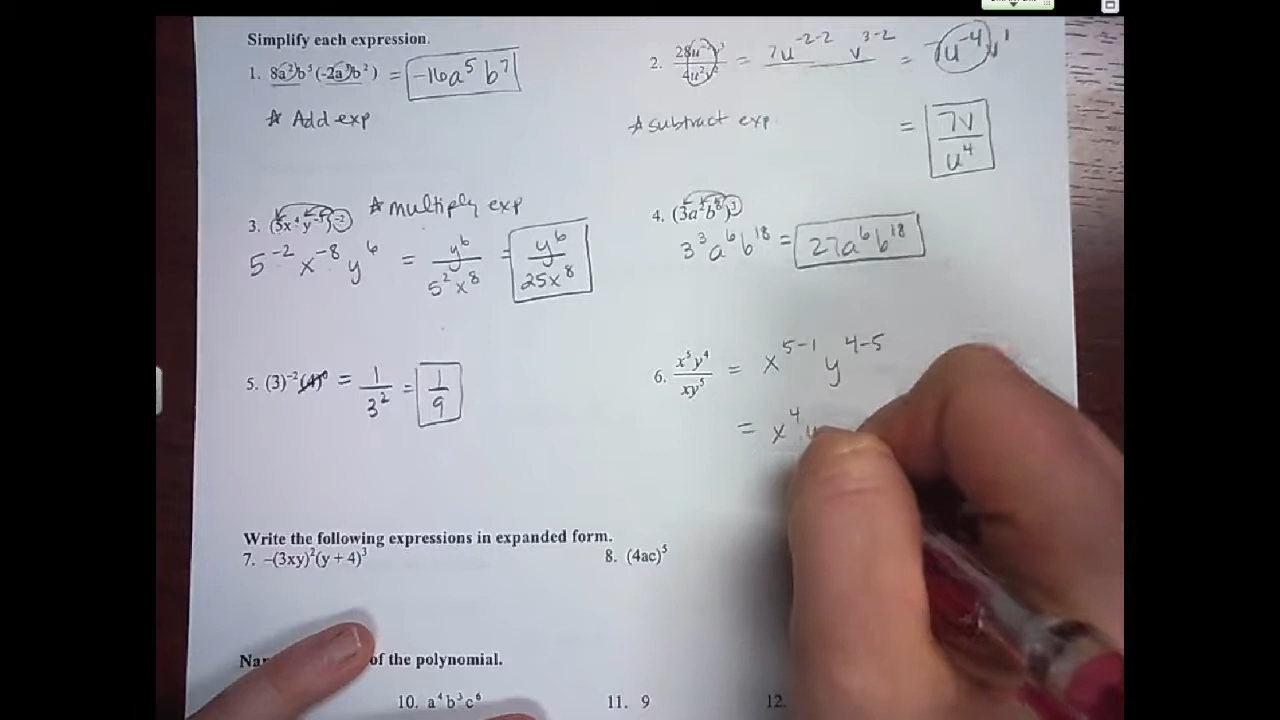 Simplify each expression.
1. 8a²b⁵(-2a³b²) = -16a⁵b⁷
* Add exp
2. 28u⁻²v³/4u²v² = 7u⁻²⁻² v³⁻² = 7u⁻⁴v¹
* subtract exp.
= 7v/u⁴
3. (5x⁴y⁻³)⁻² * multiply exp
5⁻² x⁻⁸ y⁶ = y⁶/5²x⁸ = y⁶/25x⁸
4. (3a²b⁶)³
3³a⁶b¹⁸ = 27a⁶b¹⁸
5. (3)⁻²(4)⁰ = 1/3² = 1/9
6. x⁵y⁴/xy⁵ = x⁵⁻¹ y⁴⁻⁵
= x⁴y
Write the following expressions in expanded form.
7. –(3xy)²(y + 4)³
8. (4ac)⁵
of the polynomial.
10. a⁴b³c⁶
11. 9
12.